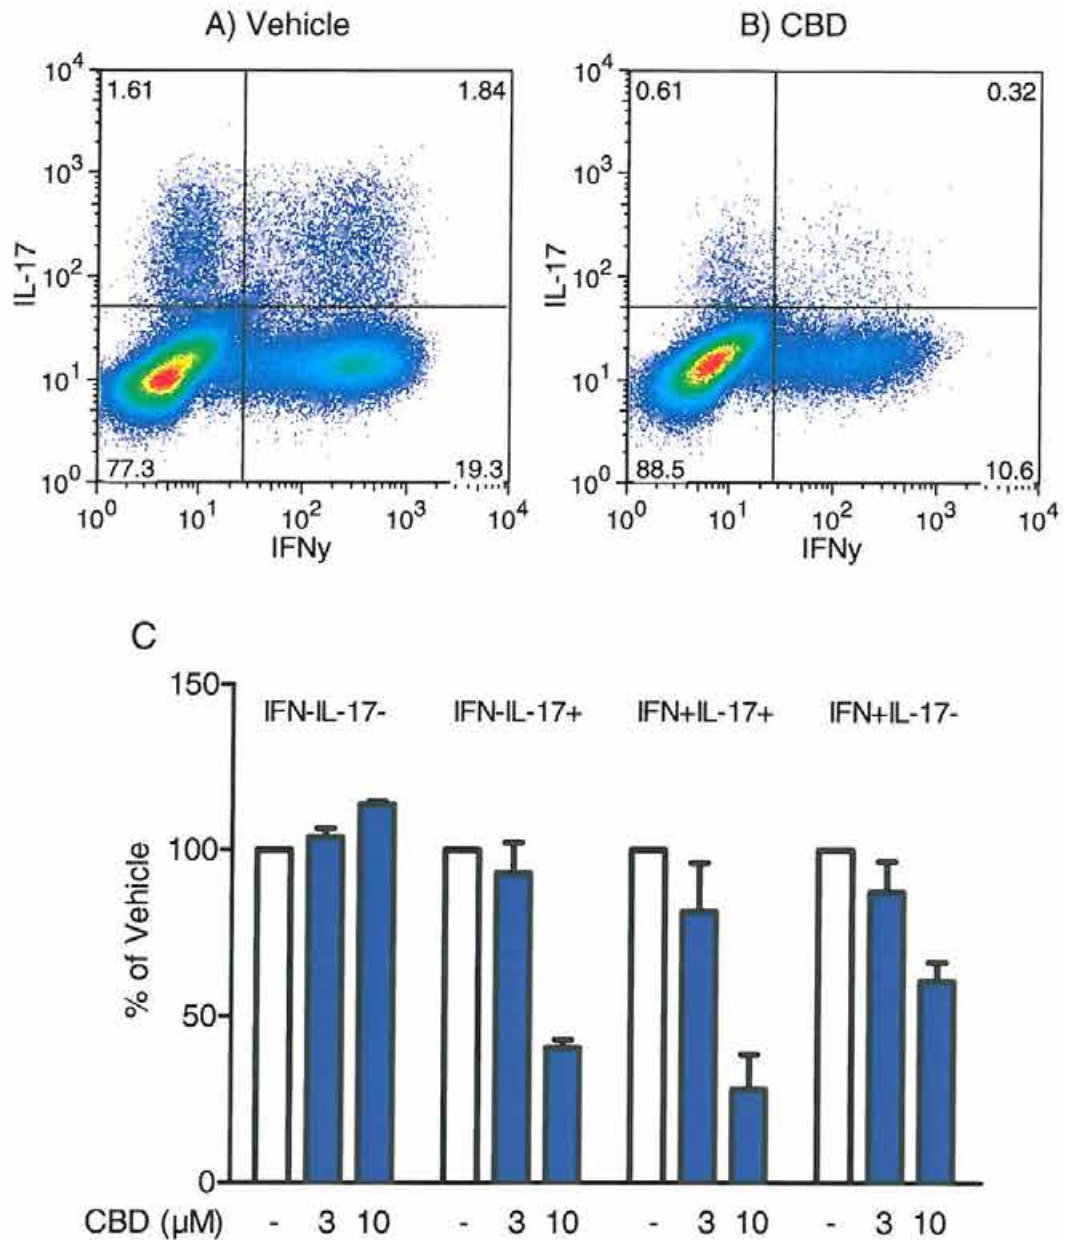 A) Vehicle
B) CBD
10⁴
1.61
1.84
10³
IL-17
10²
10¹
10⁰
77.3
19.3
10⁰ 10¹ 10² 10³ 10⁴
IFNy
10⁴
0.61
0.32
10³
IL-17
10²
10¹
10⁰
88.5
10.6
10⁰ 10¹ 10² 10³ 10⁴
IFNy
C
150
IFN-IL-17- IFN-IL-17+ IFN+IL-17+ IFN+IL-17-
100
% of Vehicle
50
0
CBD (µM) - 3 10 - 3 10 - 3 10 - 3 10